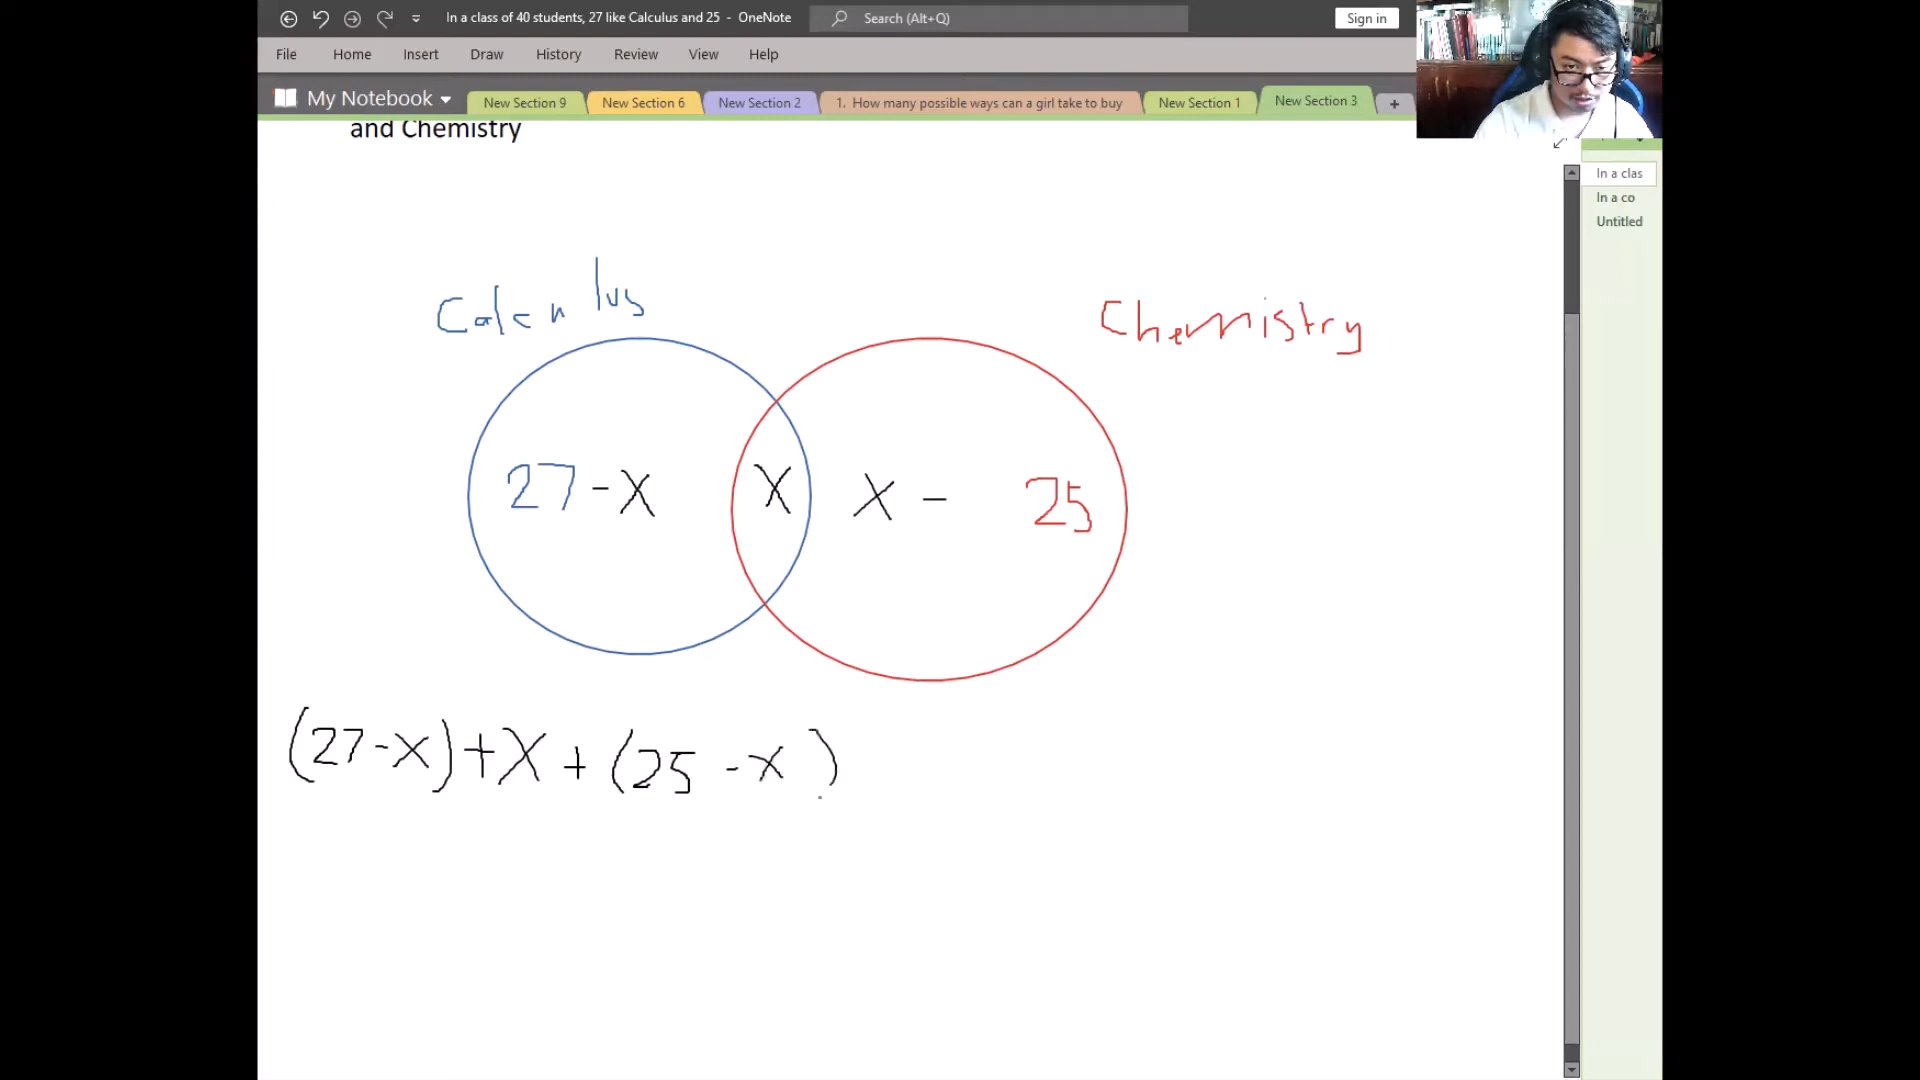 In a class of 40 students, 27 like Calculus and 25 - OneNote
Search (Alt+Q)
Sign in
File Home Insert Draw History Review View Help
My Notebook
New Section 9
New Section 6
New Section 2
1. How many possible ways can a girl take to buy
New Section 1
New Section 3
+
In a clas
In a co
Untitled
and Chemistry
Calculus
Chemistry
27 - X X X - 25
(27 - X) + X + (25 - X )